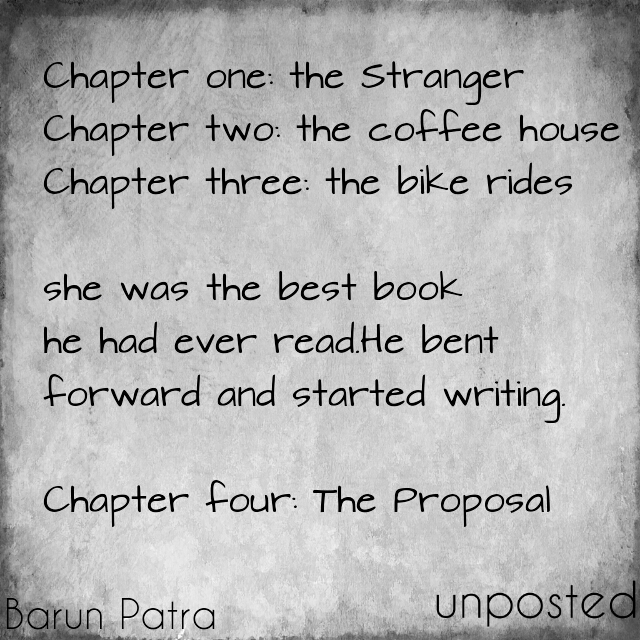 Chapter one: the Stranger
Chapter two: the coffee house
Chapter three: the bike rides
she was the best book
he had ever read.He bent
forward and started writing.
Chapter four: The Proposal
Barun Patra
unposted